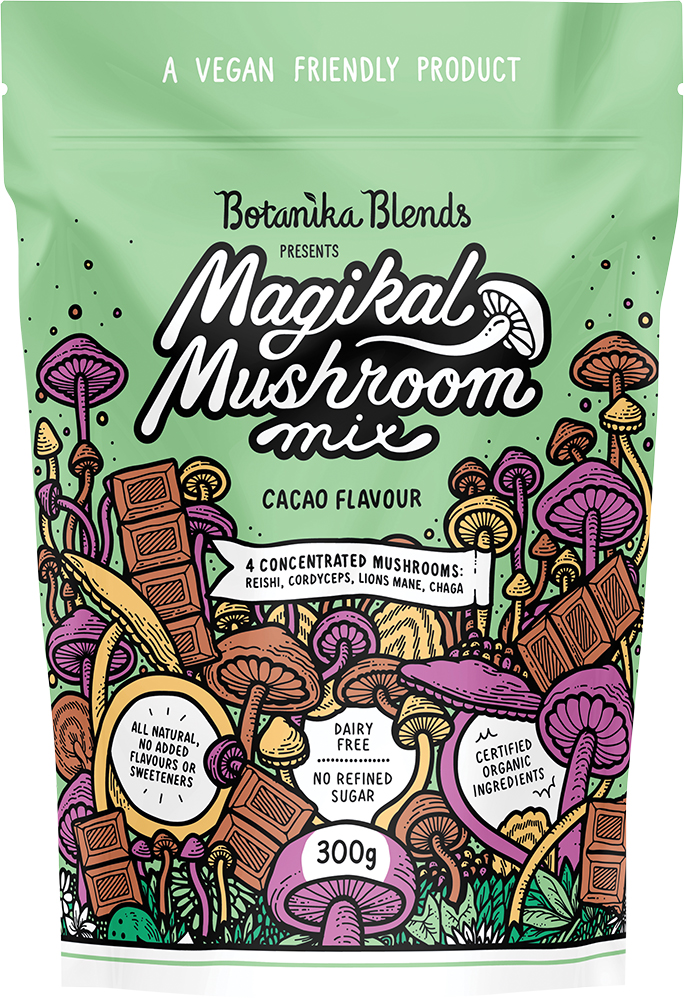 A VEGAN FRIENDLY PRODUCT
Botanika Blends
PRESENTS
Magikal
Mushroom
mix
CACAO FLAVOUR
4 CONCENTRATED MUSHROOMS:
REISHI, CORDYCEPS, LIONS MANE, CHAGA
ALL NATURAL,
NO ADDED
FLAVOURS OR
SWEETENERS
DAIRY
FREE
NO REFINED
SUGAR
CERTIFIED
ORGANIC
INGREDIENTS
300g